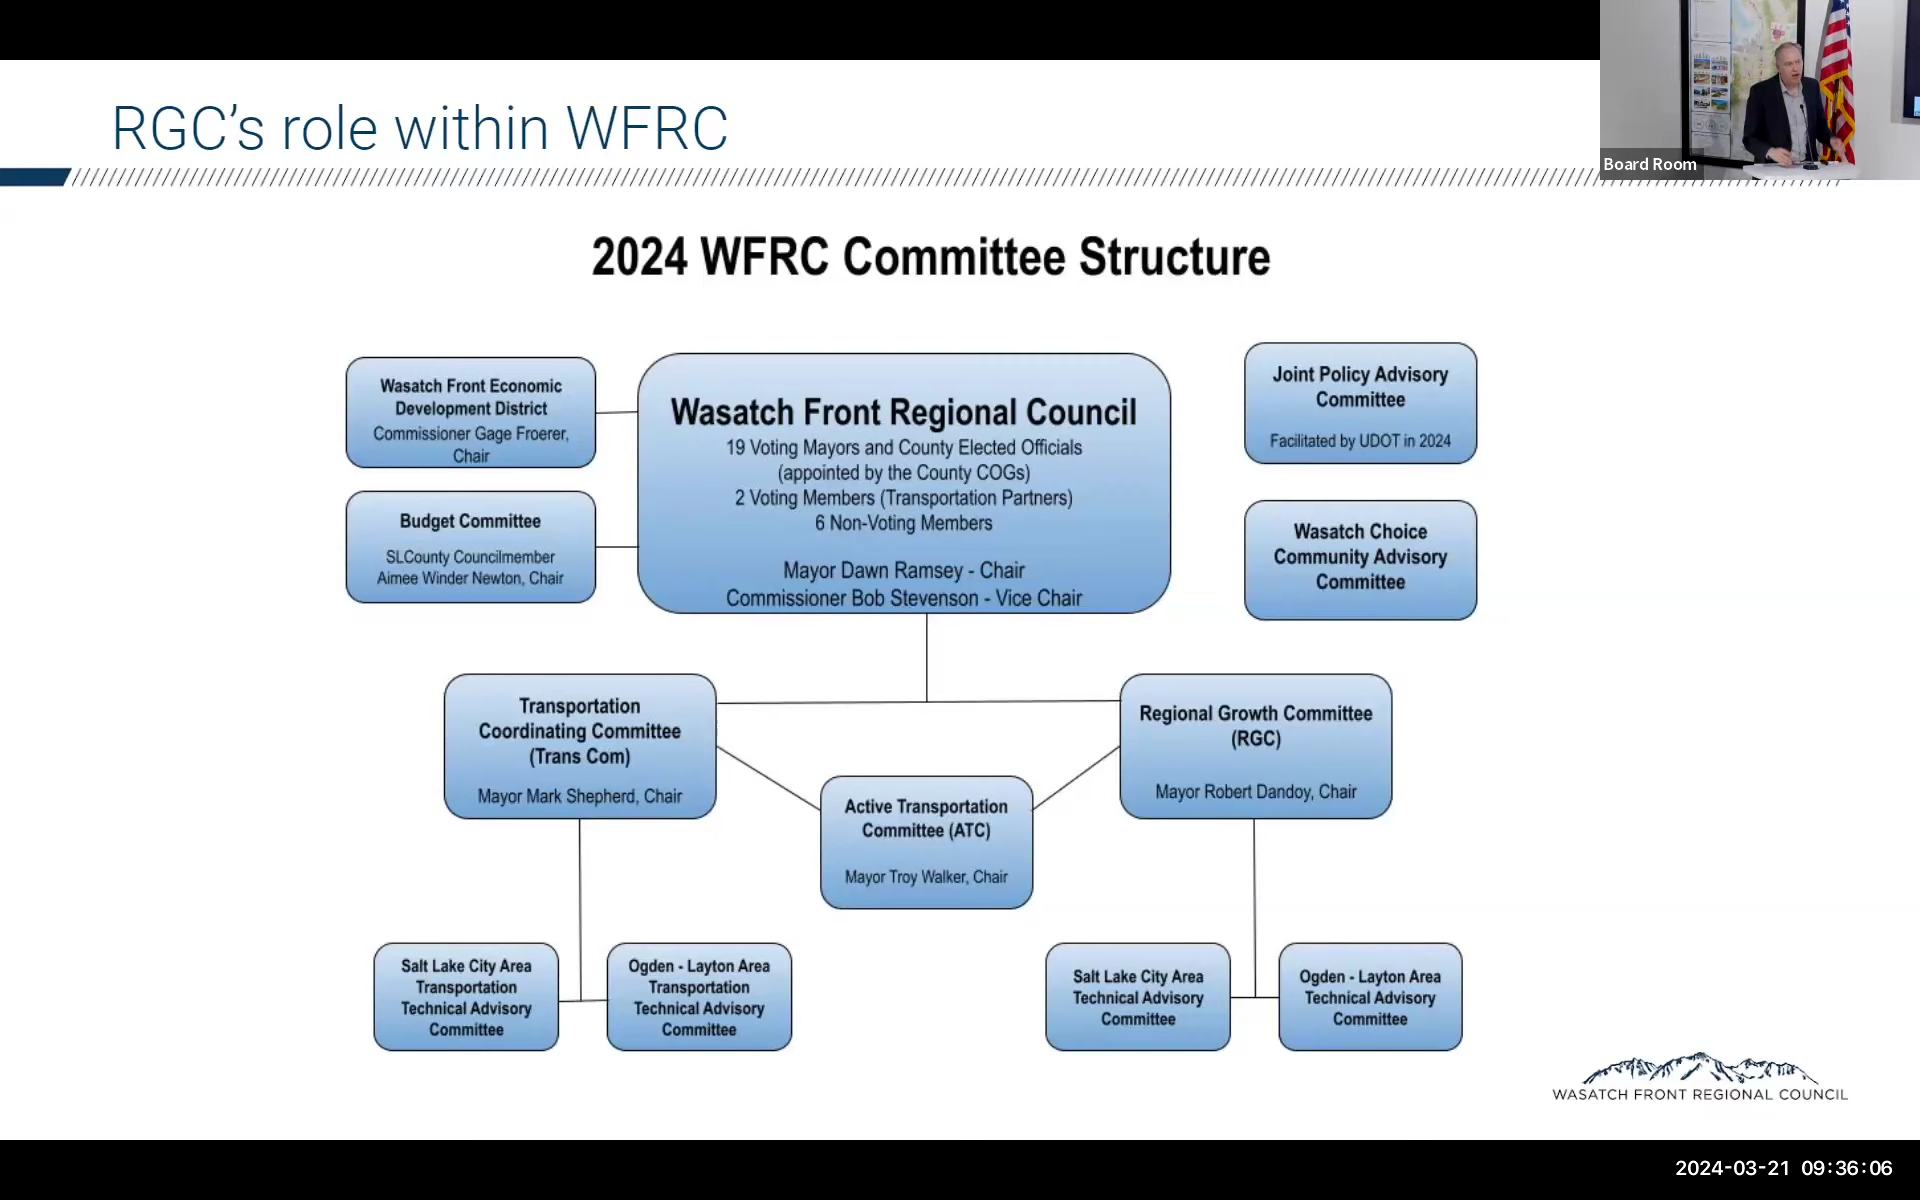 RGC's role within WFRC
Board Room
2024 WFRC Committee Structure
Wasatch Front Economic
Development District
Commissioner Gage Froerer,
Chair
Budget Committee
SLCounty Councilmember
Aimee Winder Newton, Chair
Wasatch Front Regional Council
19 Voting Mayors and County Elected Officials
(appointed by the County COGs)
2 Voting Members (Transportation Partners)
6 Non-Voting Members
Mayor Dawn Ramsey - Chair
Commissioner Bob Stevenson - Vice Chair
Joint Policy Advisory
Committee
Facilitated by UDOT in 2024
Wasatch Choice
Community Advisory
Committee
Transportation
Coordinating Committee
(Trans Com)
Mayor Mark Shepherd, Chair
Active Transportation
Committee (ATC)
Mayor Troy Walker, Chair
Regional Growth Committee
(RGC)
Mayor Robert Dandoy, Chair
Salt Lake City Area
Transportation
Technical Advisory
Committee
Ogden - Layton Area
Transportation
Technical Advisory
Committee
Salt Lake City Area
Technical Advisory
Committee
Ogden - Layton Area
Technical Advisory
Committee
WASATCH FRONT REGIONAL COUNCIL
2024-03-21 09:36:06